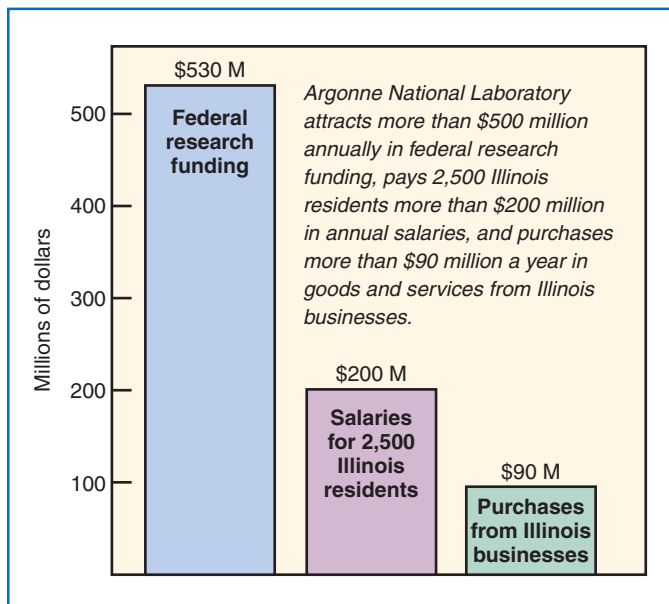 $530 M
Federal
research
funding
Argonne National Laboratory
attracts more than $500 million
annually in federal research
funding, pays 2,500 Illinois
residents more than $200 million
in annual salaries, and purchases
more than $90 million a year in
goods and services from Illinois
businesses.
Millions of dollars
500
400
300
200
100
$200 M
Salaries
for 2,500
Illinois
residents
$90 M
Purchases
from Illinois
businesses